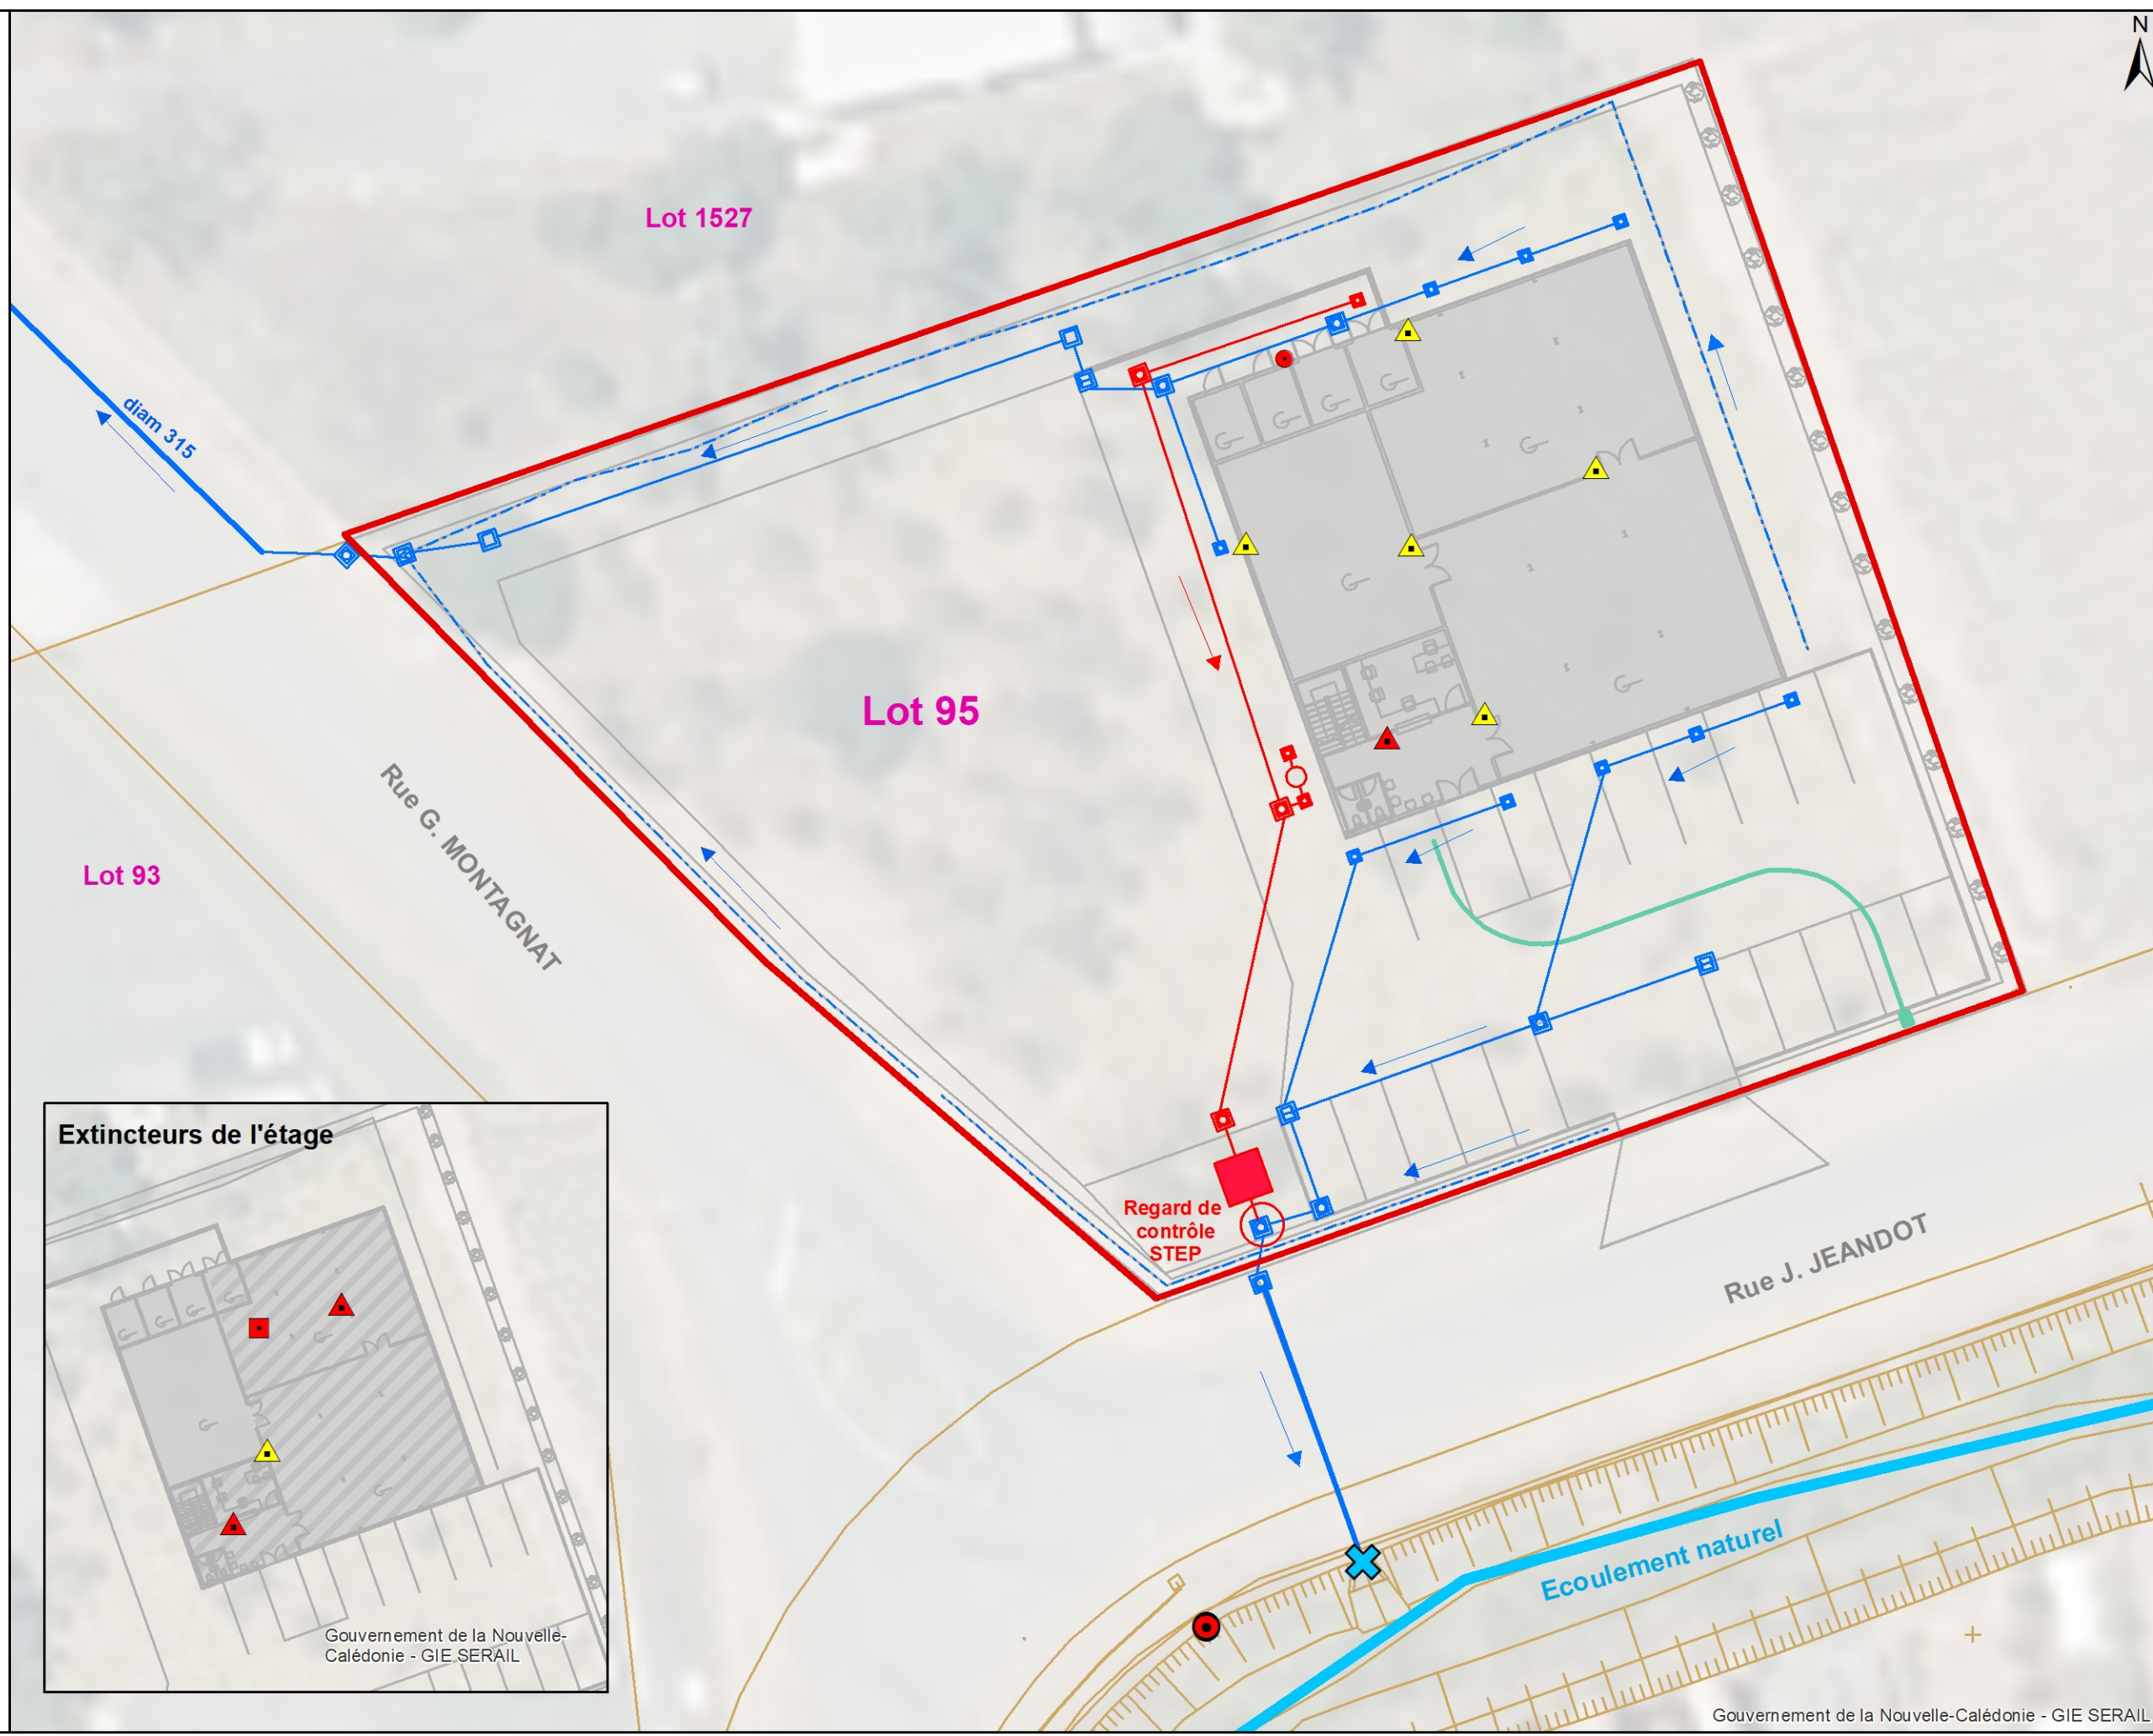 N
Lot 1527
diam 315
Lot 95
Rue G. MONTAGNAT
Lot 93
Extincteurs de l'étage
Regard de
contrôle
STEP
Rue J. JEANDOT
Ecoulement naturel
Gouvernement de la Nouvelle-
Calédonie - GIE SERAIL
Gouvernement de la Nouvelle-Calédonie - GIE SERAIL